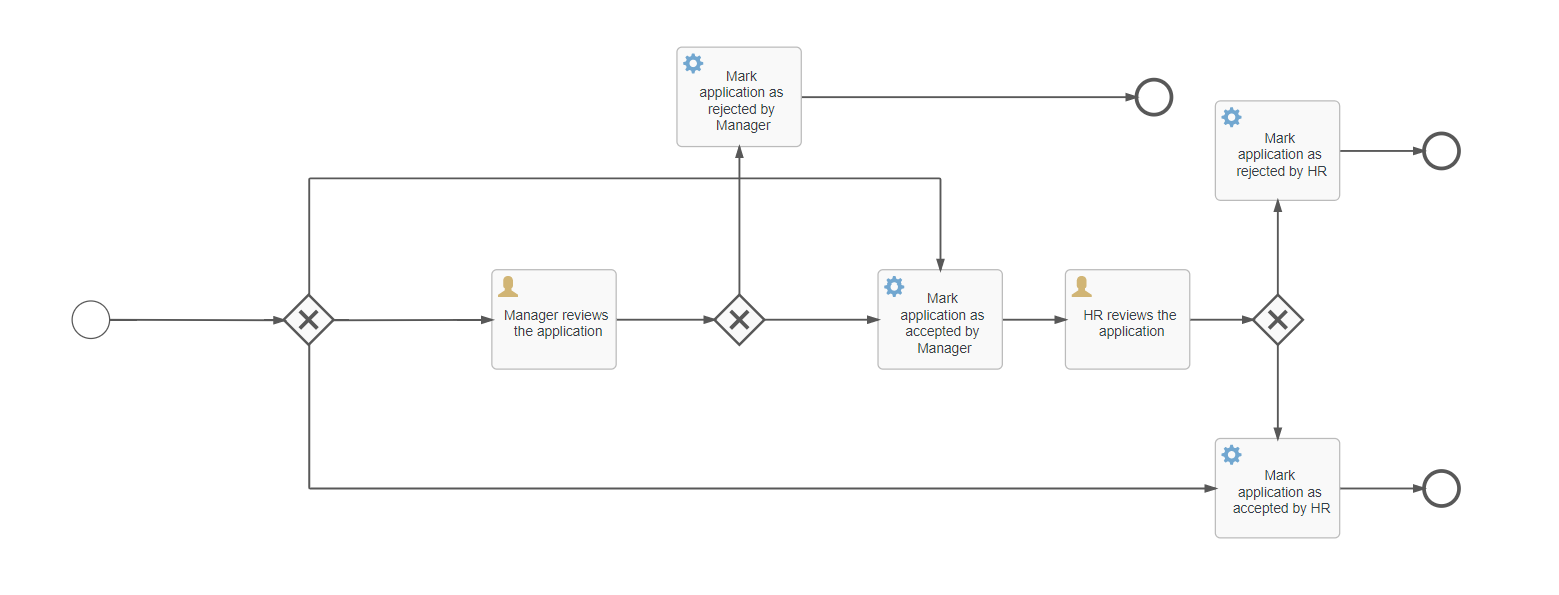 Mark
application as
rejected by
Manager
Mark
application as
rejected by HR
Manager reviews
the application
Mark
application as
accepted by
Manager
HR reviews the
application
Mark
application as
accepted by HR